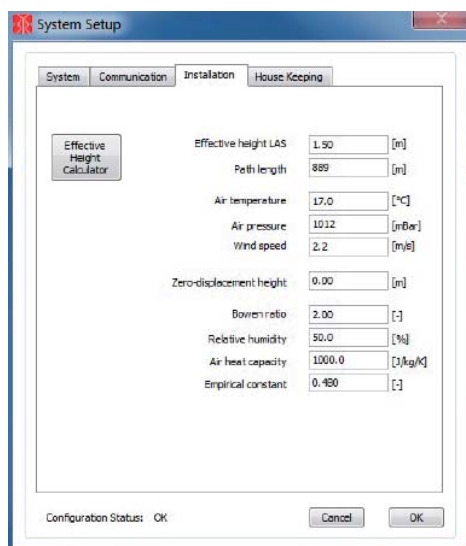 System Setup
System Communication Installation House Keeping
Effective Height Calculator
Effective height LAS 1.50 [m]
Path length 889 [m]
Air temperature 17.0 [°C]
Air pressure 1012 [mBar]
Wind speed 2.2 [m/s]
Zero-displacement height 0.00 [m]
Bowen ratio 2.00 [-]
Relative humidity 50.0 [%]
Air heat capacity 1000.0 [J/kg/K]
Empirical constant 0.480 [-]
Configuration Status: OK Cancel OK